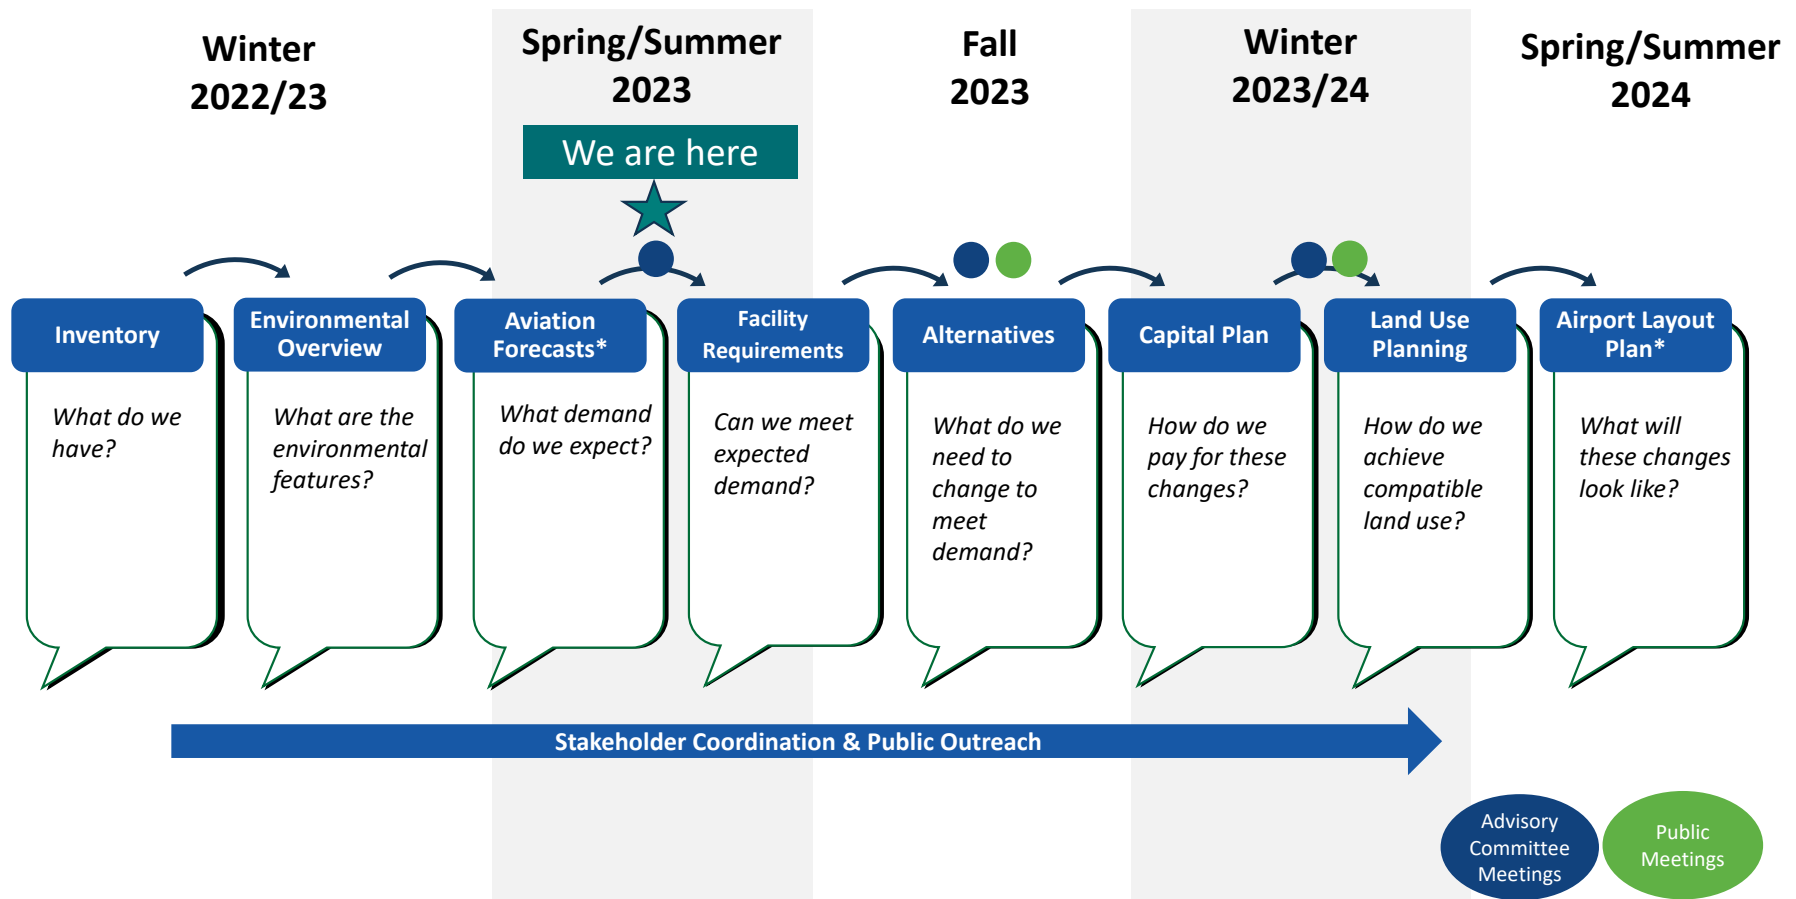 Winter
2022/23
Spring/Summer
2023
Fall
2023
Winter
2023/24
Spring/Summer
2024
We are here
Inventory
What do we
have?
Environmental
Overview
What are the
environmental
features?
Aviation
Forecasts*
What demand
do we expect?
Facility
Requirements
Can we meet
expected
demand?
Alternatives
What do we
need to
change to
meet
demand?
Capital Plan
How do we
pay for these
changes?
Land Use
Planning
How do we
achieve
compatible
land use?
Airport Layout
Plan*
What will
these changes
look like?
Stakeholder Coordination & Public Outreach
Advisory
Committee
Meetings
Public
Meetings